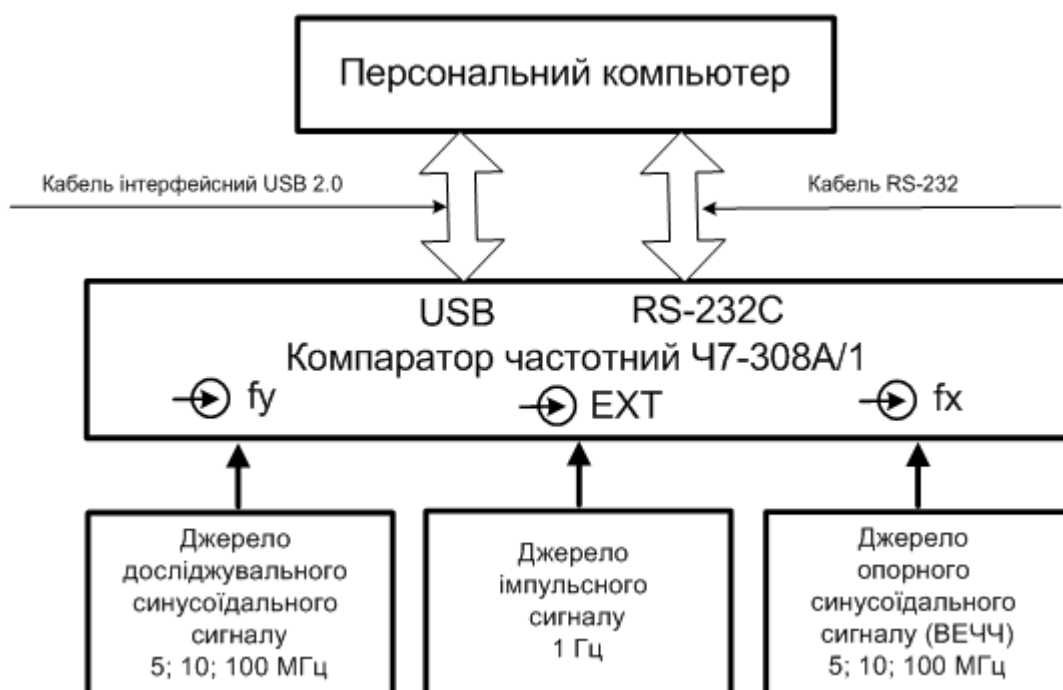 Персональний компьютер
Кабель інтерфейсний USB 2.0
Кабель RS-232
USB
RS-232C
Компаратор частотний Ч7-308А/1
fy
EXT
fx
Джерело
досліджувального
синусоїдального
сигналу
5; 10; 100 МГц
Джерело
імпульсного
сигналу
1 Гц
Джерело
опорного
синусоїдального
сигналу (ВЕЧЧ)
5; 10; 100 МГц